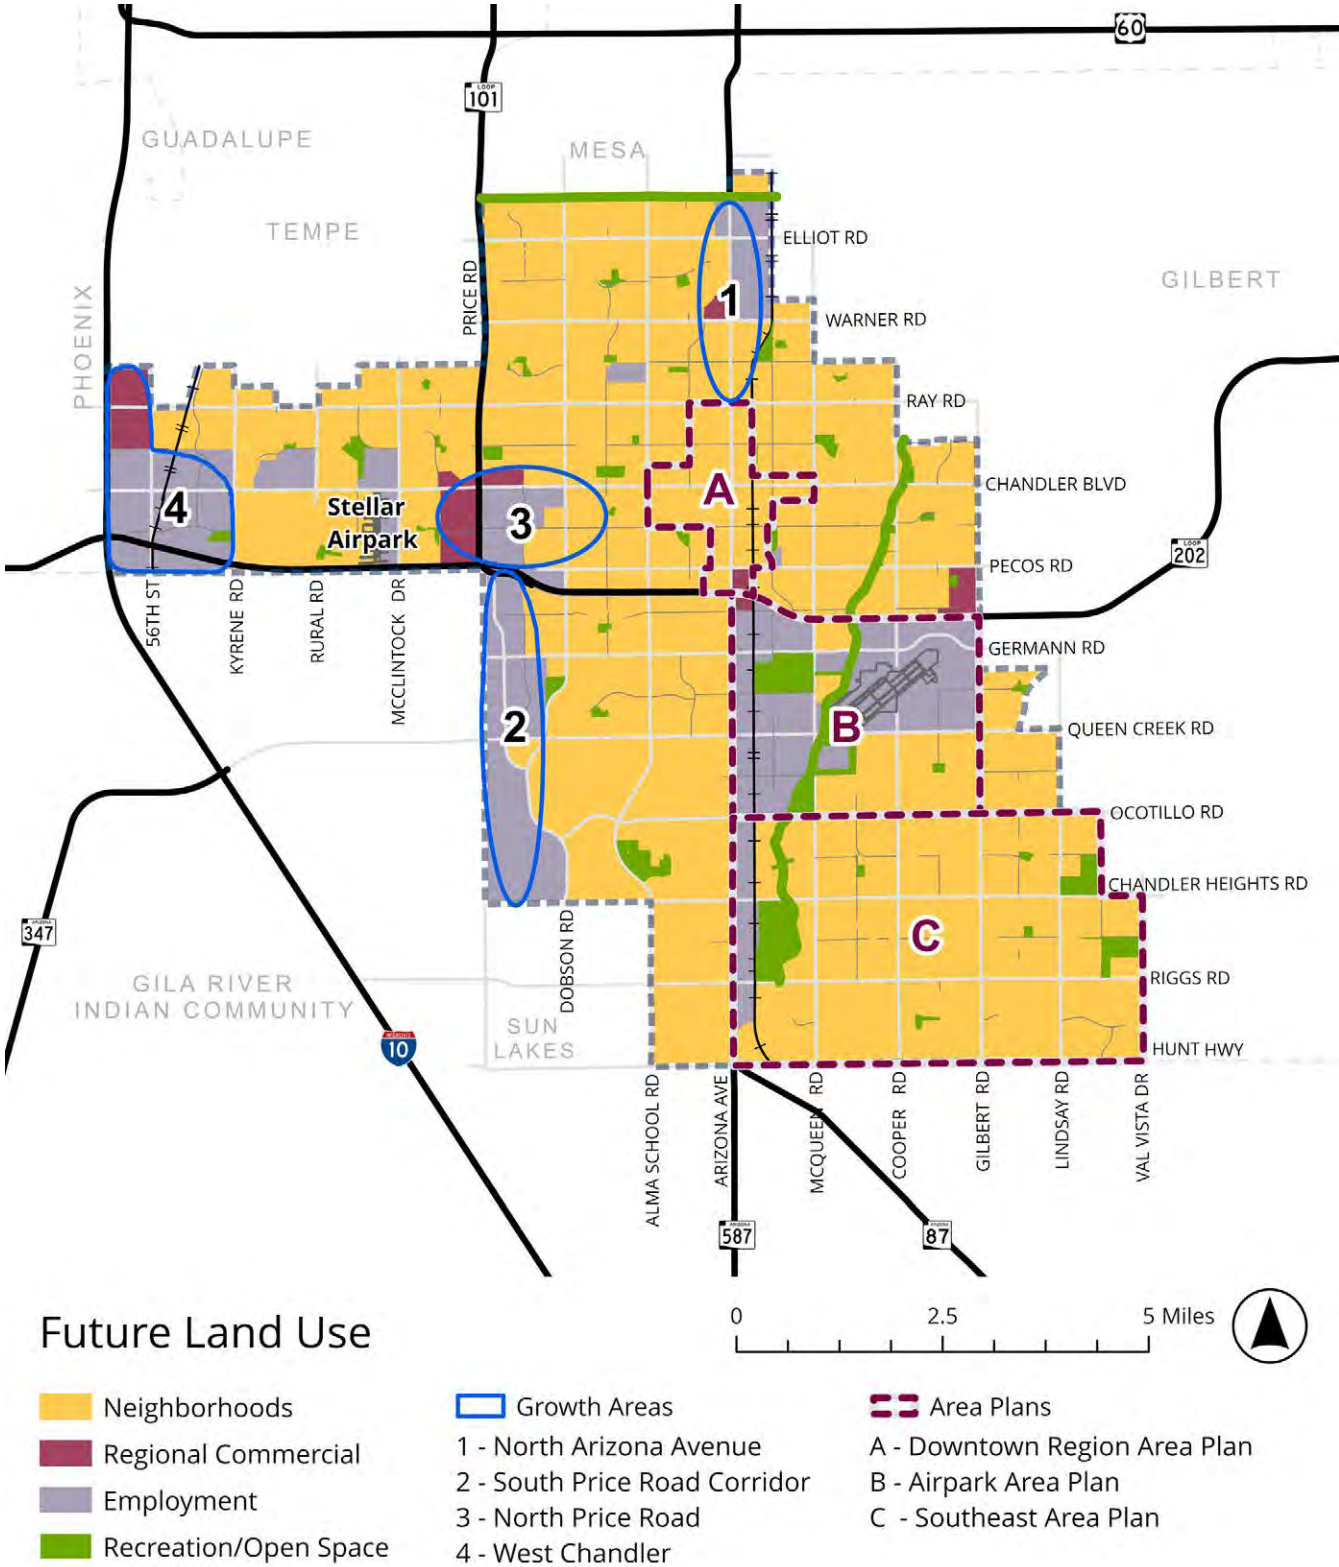 60
LOOP
101
GUADALUPE
MESA
TEMPE
ELLIOT RD
GILBERT
PRICE RD
PHOENIX
1
WARNER RD
RAY RD
CHANDLER BLVD
A
4
Stellar
Airpark
3
LOOP
202
PECOS RD
56TH ST
KYRENE RD
RURAL RD
MCCLINTOCK DR
GERMANN RD
2
B
QUEEN CREEK RD
OCOTILLO RD
CHANDLER HEIGHTS RD
ARIZONA
347
C
DOBSON RD
GILA RIVER
INDIAN COMMUNITY
RIGGS RD
SUN
LAKES
INTERSTATE
10
HUNT HWY
ALMA SCHOOL RD
ARIZONA AVE
MCQUEEN RD
COOPER RD
GILBERT RD
LINDSAY RD
VAL VISTA DR
ARIZONA
587
ARIZONA
87
Future Land Use
0 2.5 5 Miles
Neighborhoods
Regional Commercial
Employment
Recreation/Open Space
Growth Areas
1 - North Arizona Avenue
2 - South Price Road Corridor
3 - North Price Road
4 - West Chandler
Area Plans
A - Downtown Region Area Plan
B - Airpark Area Plan
C - Southeast Area Plan